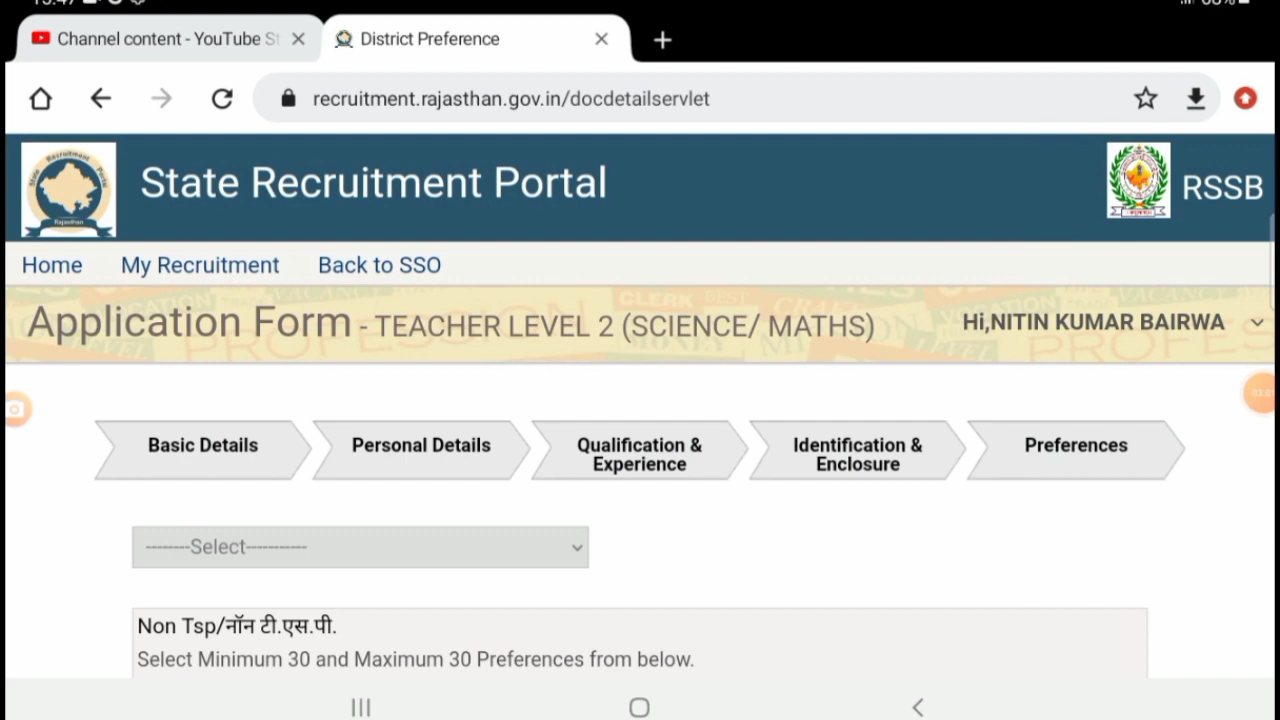 Channel content - YouTube St
District Preference
recruitment.rajasthan.gov.in/docdetailservlet
State Recruitment Portal
RSSB
Home My Recruitment Back to SSO
Application Form - TEACHER LEVEL 2 (SCIENCE/ MATHS)
Hi,NITIN KUMAR BAIRWA
Basic Details
Personal Details
Qualification &
Experience
Identification &
Enclosure
Preferences
--------Select-----------
Non Tsp/नॉन टी.एस.पी.
Select Minimum 30 and Maximum 30 Preferences from below.